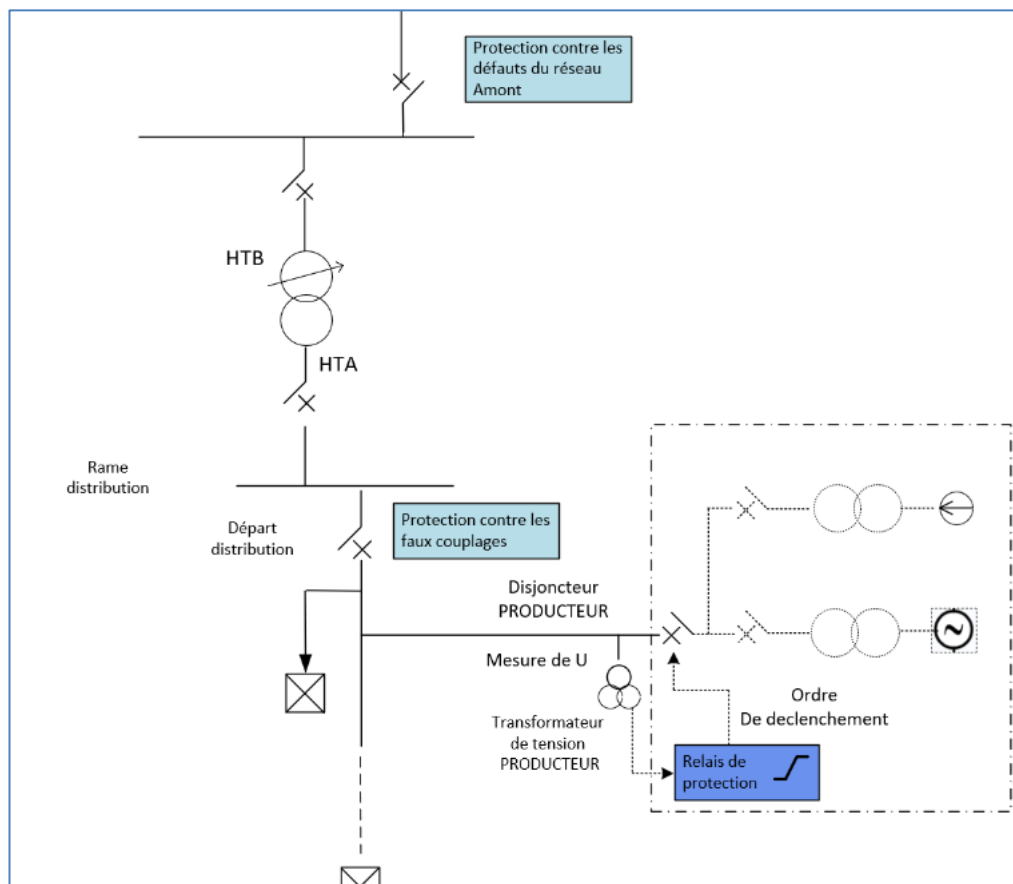 Protection contre les
défauts du réseau
Amont
HTB
HTA
Rame
distribution
Départ
distribution
Protection contre les
faux couplages
Disjoncteur
PRODUCTEUR
Mesure de U
Transformateur
de tension
PRODUCTEUR
Ordre
De declenchement
Relais de
protection